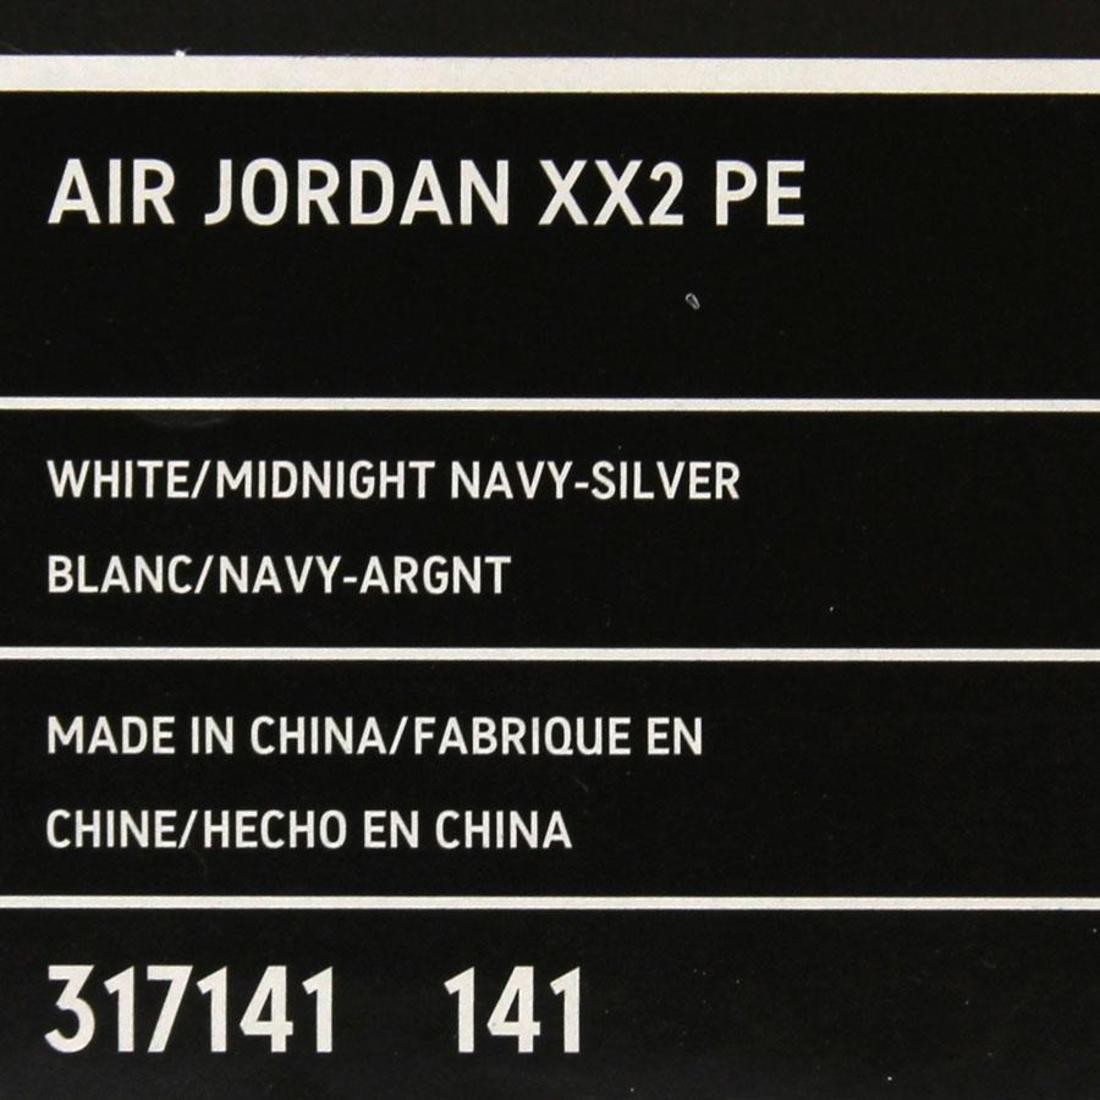 AIR JORDAN XX2 PE
WHITE/MIDNIGHT NAVY-SILVER
BLANC/NAVY-ARGNT
MADE IN CHINA/FABRIQUE EN
CHINE/HECHO EN CHINA
317141 141